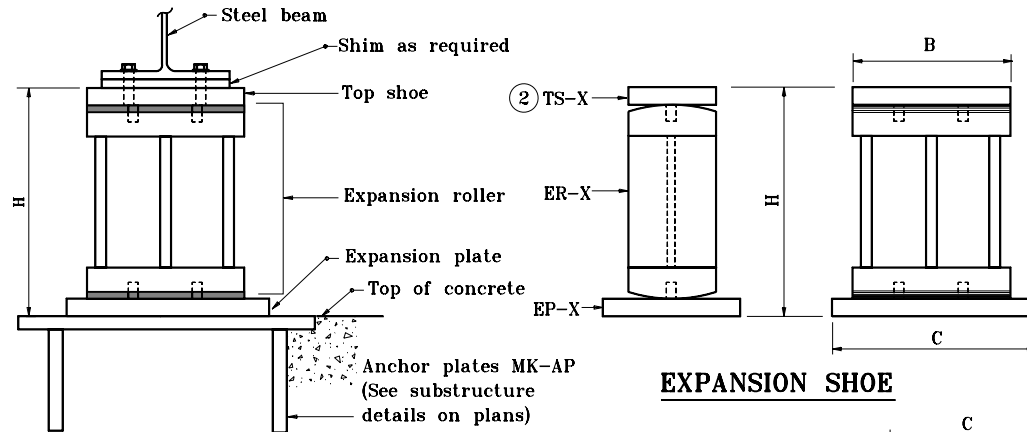 Steel beam
Shim as required
Top shoe
H
Expansion roller
Expansion plate
Top of concrete
Anchor plates MK-AP
(See substructure
details on plans)
2 TS-X
ER-X
EP-X
H
B
C
EXPANSION SHOE
C